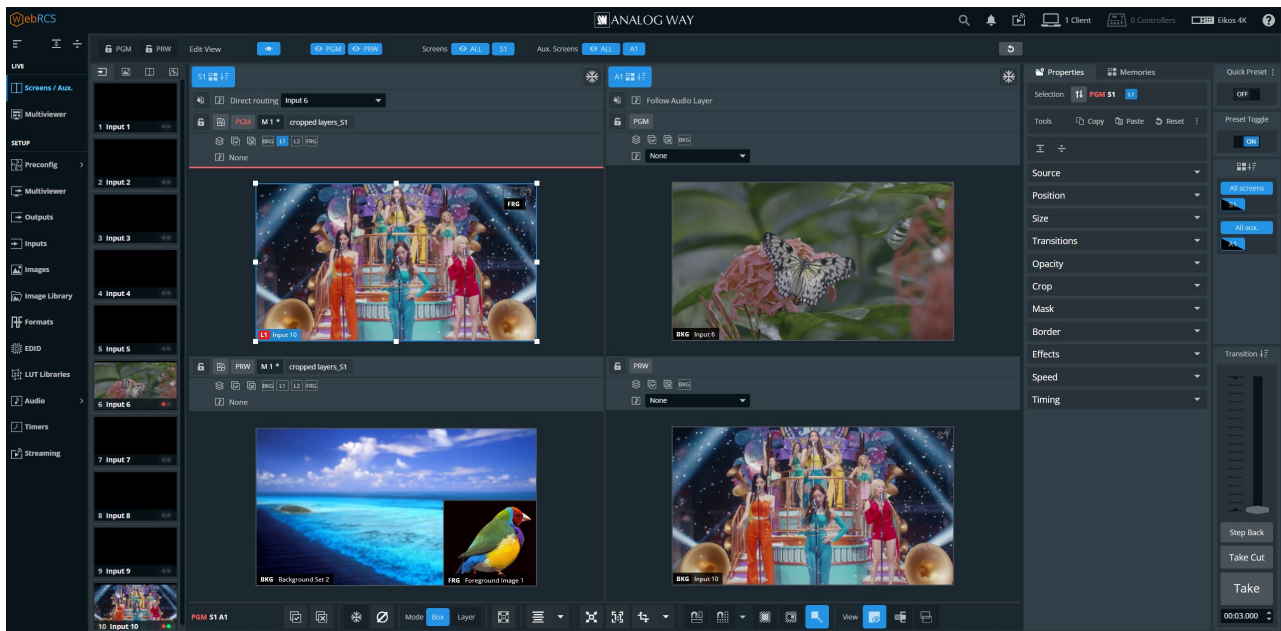 WebRCS
ANALOG WAY
1 Client
0 Controllers
Eikos 4K
PGM
PRW
Edit View
PGM
PRW
Screens
ALL
S1
Aux. Screens
ALL
A1
LIVE
Screens / Aux.
Multiviewer
SETUP
Preconfig
Multiviewer
Outputs
Inputs
Images
Image Library
Formats
EDID
LUT Libraries
Audio
Timers
Streaming
1 Input 1
2 Input 2
3 Input 3
4 Input 4
5 Input 5
6 Input 6
7 Input 7
8 Input 8
9 Input 9
10 Input 10
S1
Direct routing Input 6
PGM M 1 * cropped layers_S1
BKG L1 L2 FRG
None
FRG
L1 Input 10
PRW M 1 * cropped layers_S1
BKG L1 L2 FRG
None
BKG Background Set 2
FRG Foreground Image 1
A1
Follow Audio Layer
PGM
BKG
None
BKG Input 6
PRW
BKG
None
BKG Input 10
PGM S1 A1
Mode Box Layer
View
Properties
Memories
Selection PGM S1 L1
Tools Copy Paste Reset
Source
Position
Size
Transitions
Opacity
Crop
Mask
Border
Effects
Speed
Timing
Quick Preset
OFF
Preset Toggle
ON
All screens
S1
All aux.
A1
Transition
Step Back
Take Cut
Take
00:03.000